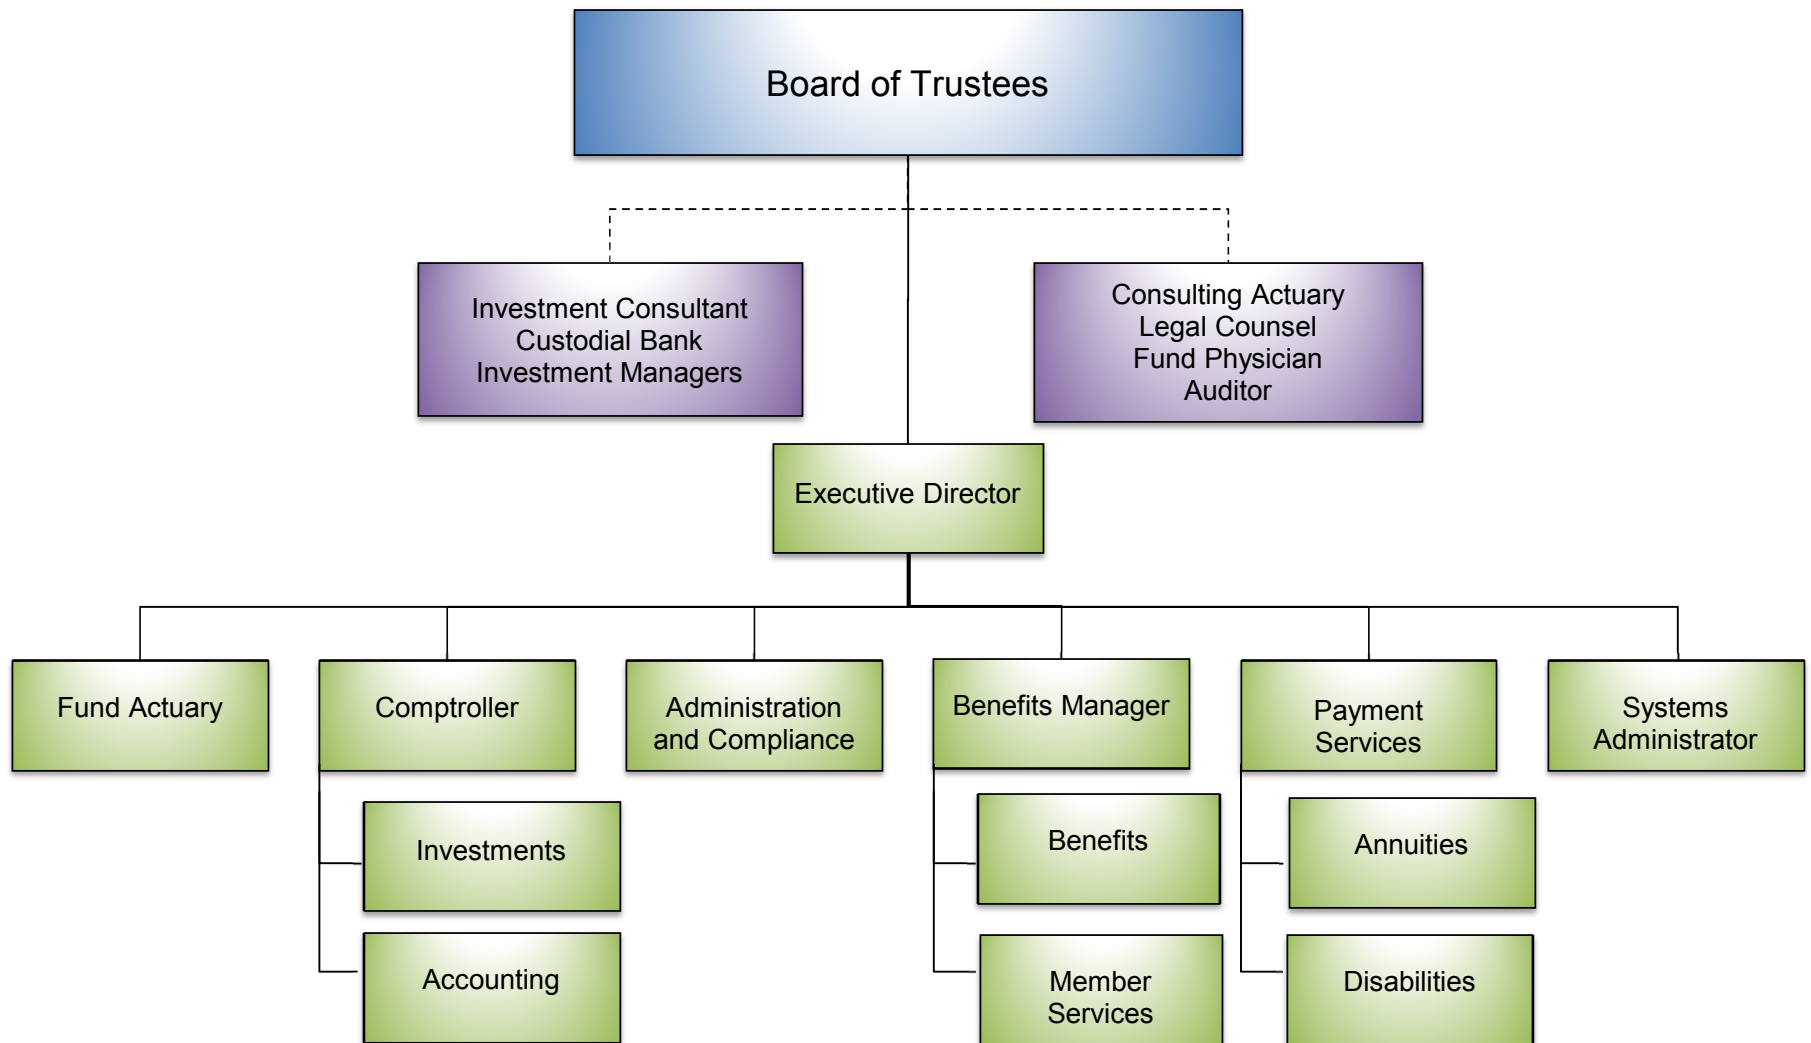 Board of Trustees
Investment Consultant
Custodial Bank
Investment Managers
Consulting Actuary
Legal Counsel
Fund Physician
Auditor
Executive Director
Fund Actuary
Comptroller
Administration
and Compliance
Benefits Manager
Payment
Services
Systems
Administrator
Investments
Benefits
Annuities
Accounting
Member
Services
Disabilities